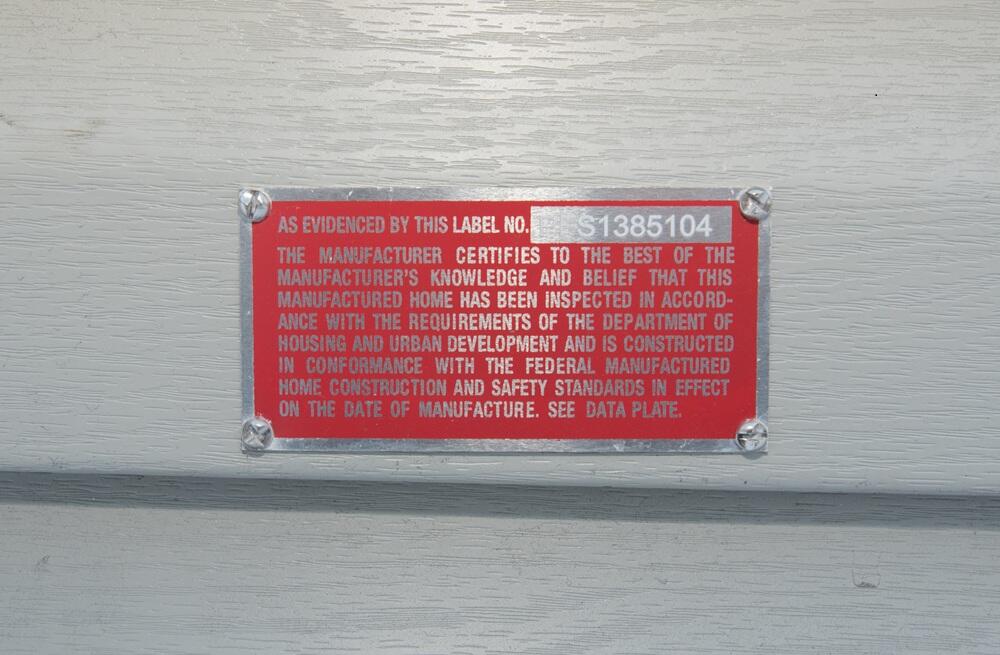 AS EVIDENCED BY THIS LABEL NO. S1385104
THE MANUFACTURER CERTIFIES TO THE BEST OF THE
MANUFACTURER'S KNOWLEDGE AND BELIEF THAT THIS
MANUFACTURED HOME HAS BEEN INSPECTED IN ACCORD-
ANCE WITH THE REQUIREMENTS OF THE DEPARTMENT OF
HOUSING AND URBAN DEVELOPMENT AND IS CONSTRUCTED
IN CONFORMANCE WITH THE FEDERAL MANUFACTURED
HOME CONSTRUCTION AND SAFETY STANDARDS IN EFFECT
ON THE DATE OF MANUFACTURE. SEE DATA PLATE.